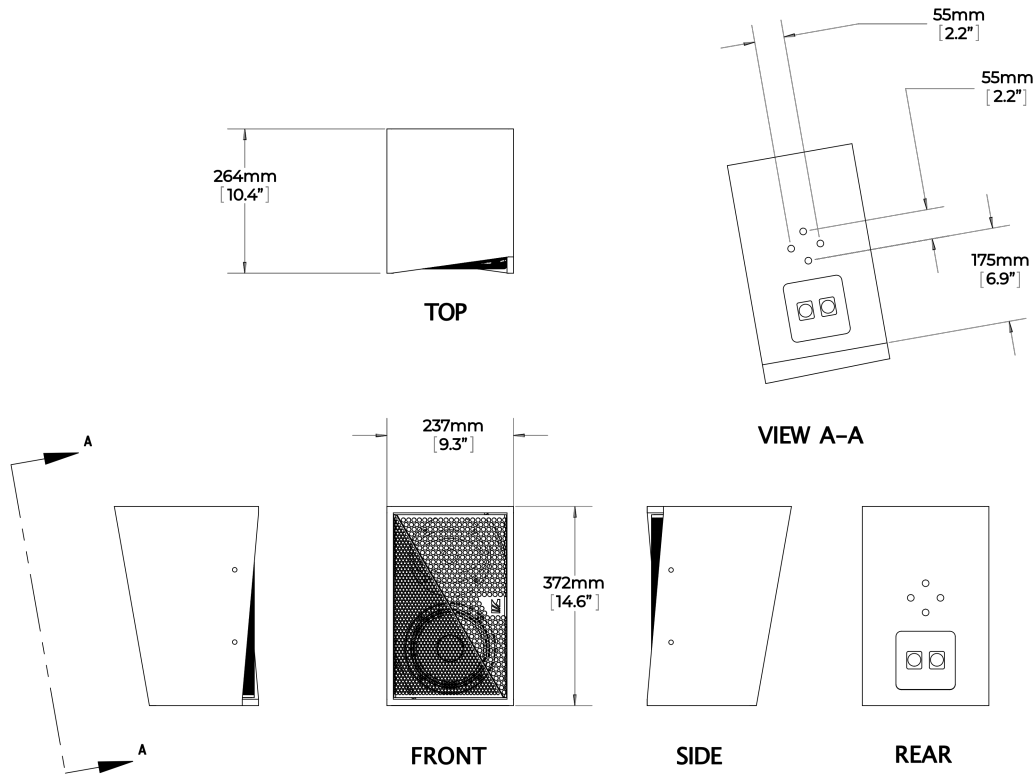 55mm
[2.2”]
55mm
[2.2”]
264mm
[10.4”]
175mm
[6.9”]
TOP
VIEW A-A
237mm
[9.3”]
A
372mm
[14.6”]
A
FRONT
SIDE
REAR